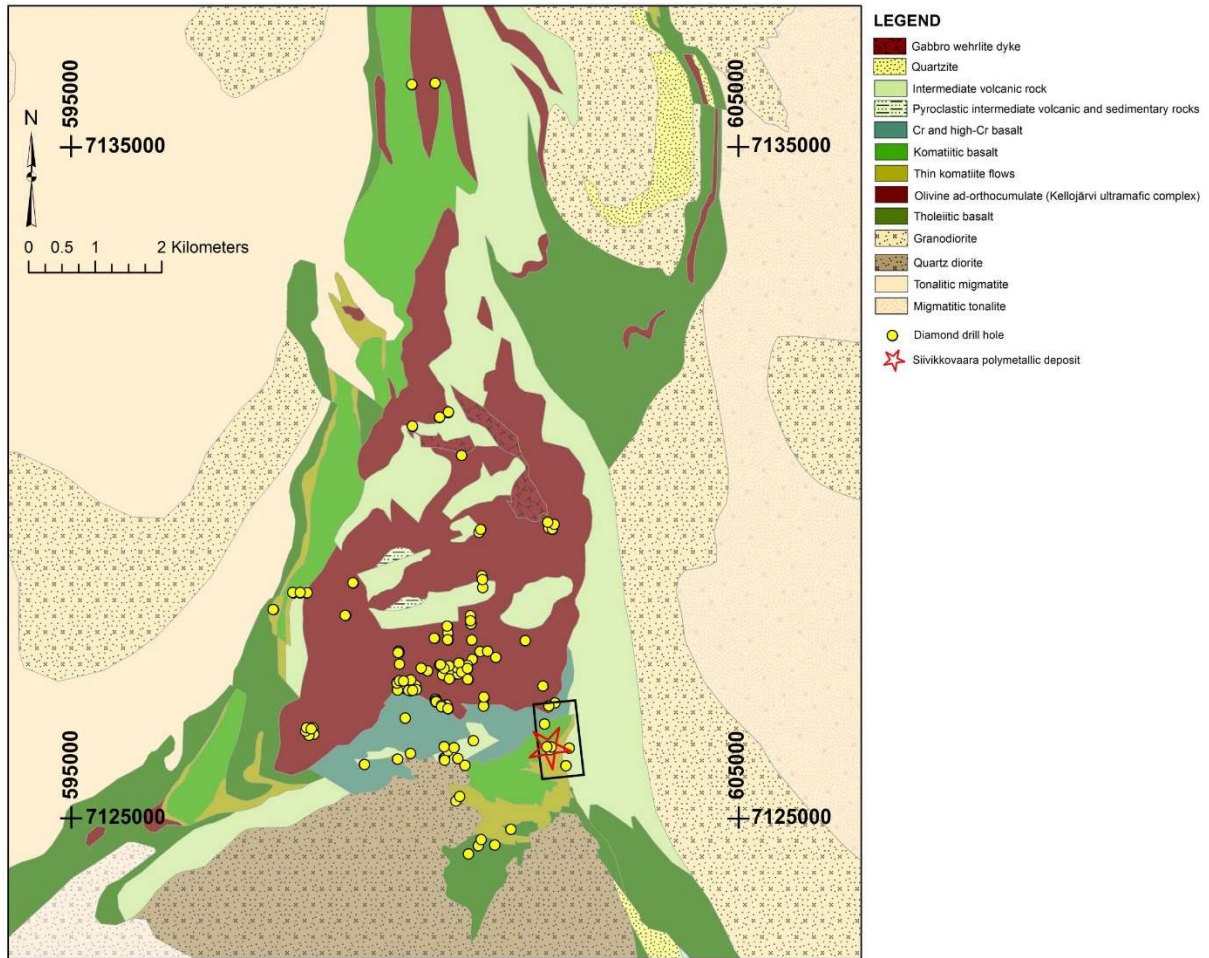 595000
7135000
605000
7135000
N
0 0.5 1 2 Kilometers
595000
7125000
605000
7125000
LEGEND
Gabbro wehrlite dyke
Quartzite
Intermediate volcanic rock
Pyroclastic intermediate volcanic and sedimentary rocks
Cr and high-Cr basalt
Komatiitic basalt
Thin komatiite flows
Olivine ad-orthocumulate (Kellojärvi ultramafic complex)
Tholeiitic basalt
Granodiorite
Quartz diorite
Tonalitic migmatite
Migmatitic tonalite
Diamond drill hole
Siivikkovaara polymetallic deposit